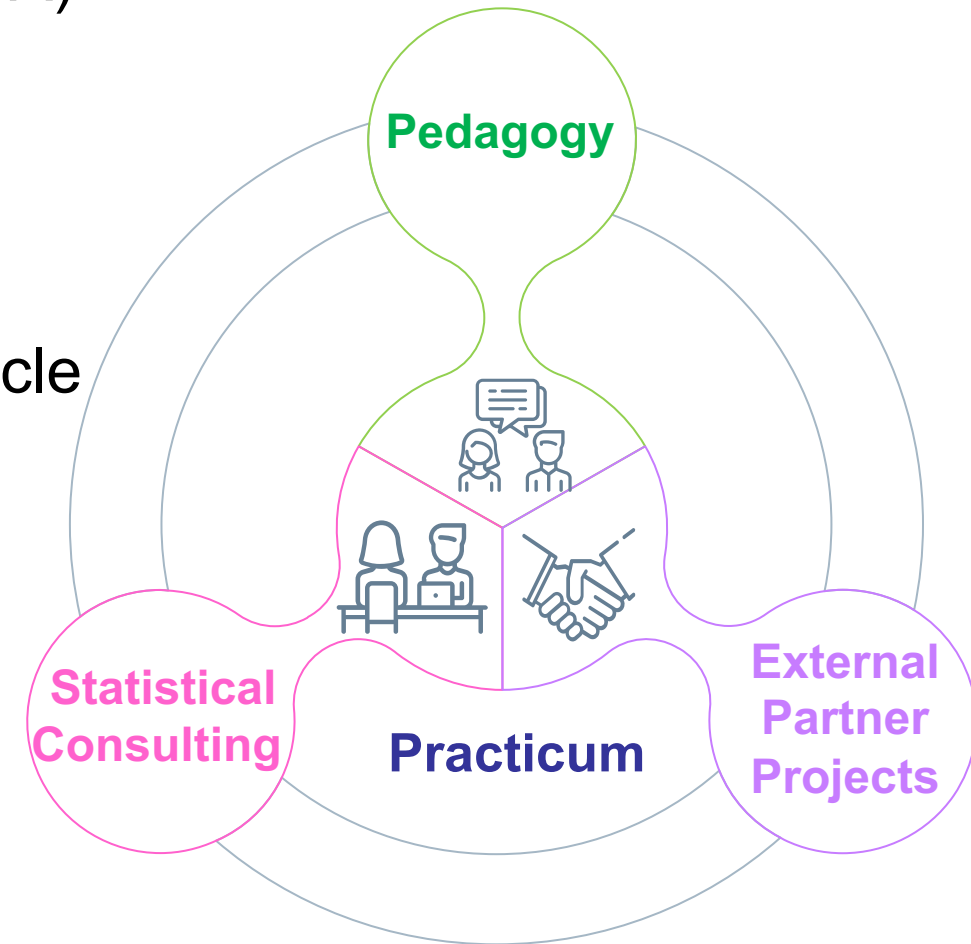 Pedagogy
cle
Statistical
Consulting
Practicum
External
Partner
Projects